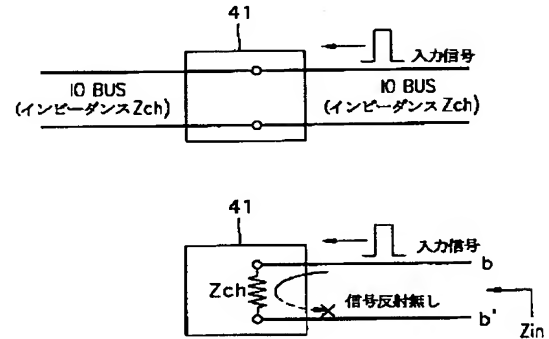 41
入力信号
IO BUS
(インピーダンスZch)
IO BUS
(インピーダンスZch)
41
入力信号
b
Zch
信号反射無し
b'
Zin